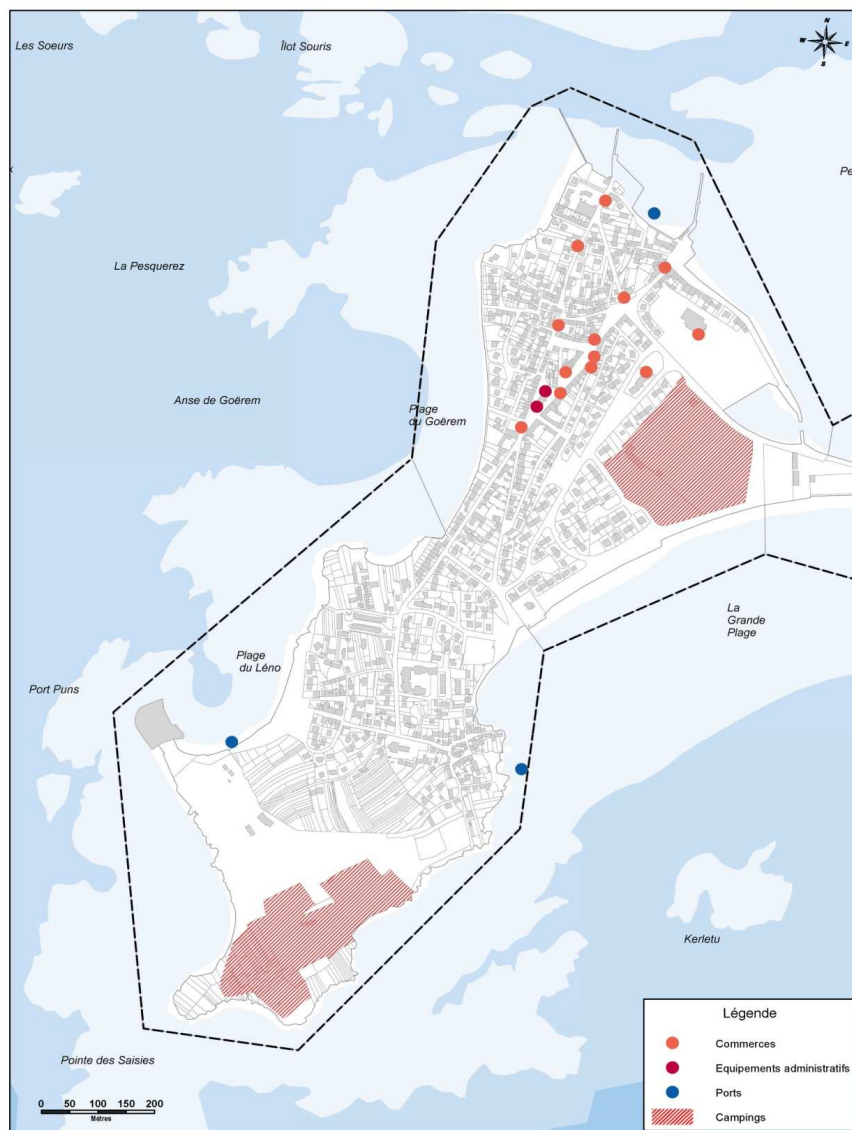 Les Soeurs
Îlot Souris
N
W E
S
Pe
La Pesquerez
Anse de Goërem
Plage
du Goërem
La
Grande
Plage
Plage
du Léno
Port Puns
Kerletu
Pointe des Saisies
0 50 100 150 200
Mètres
Légende
Commerces
Equipements administratifs
Ports
Campings